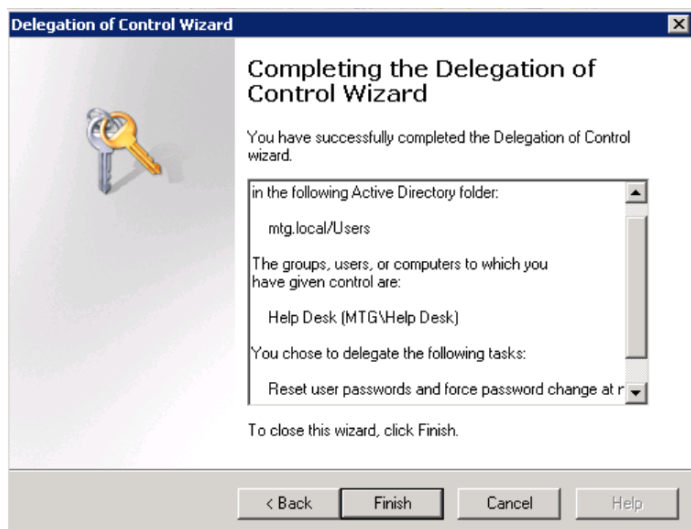 Delegation of Control Wizard
Completing the Delegation of
Control Wizard
You have successfully completed the Delegation of Control
wizard.
in the following Active Directory folder:
mtg.local/Users
The groups, users, or computers to which you
have given control are:
Help Desk (MTG\Help Desk)
You chose to delegate the following tasks:
Reset user passwords and force password change at
To close this wizard, click Finish.
< Back
Finish
Cancel
Help